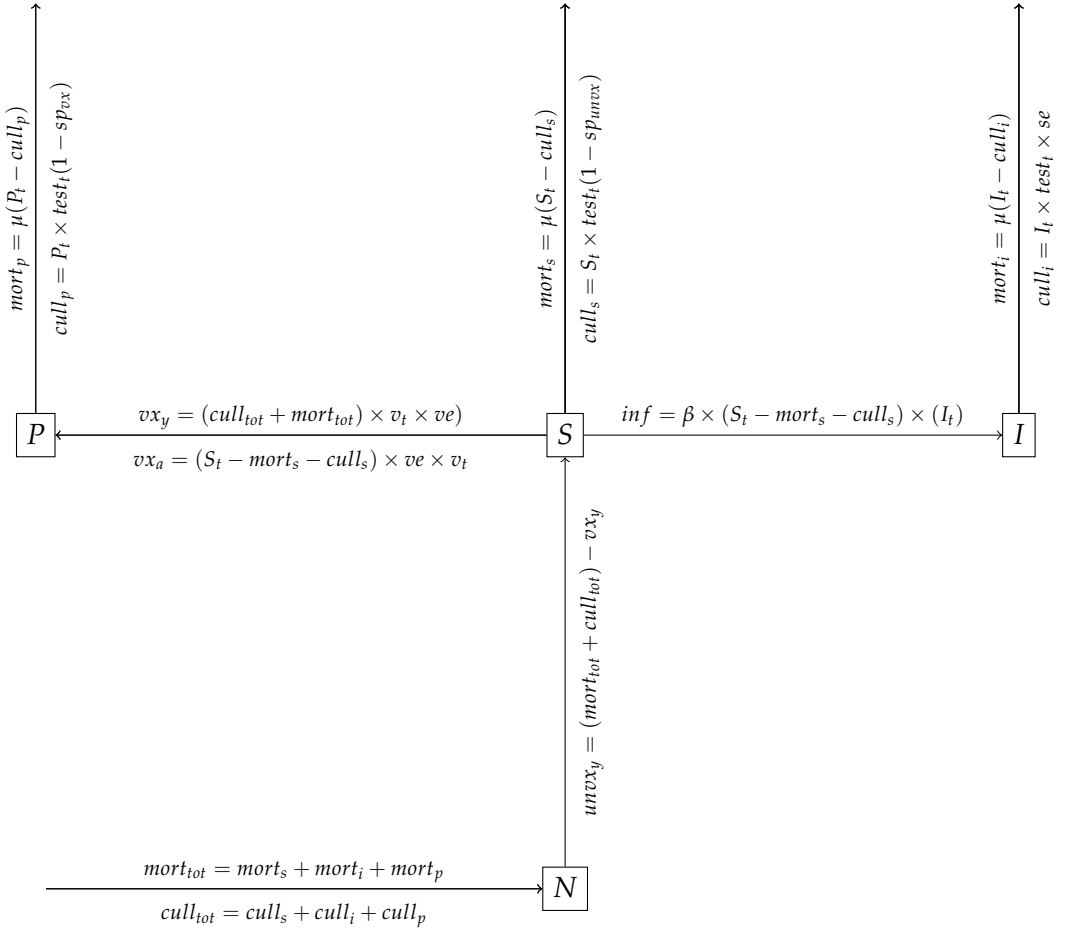 mort_p = μ(P_t − cull_p)
cull_p = P_t × test_t(1 − sp_vx)
mort_s = μ(S_t − cull_s)
cull_s = S_t × test_t(1 − sp_unvx)
mort_i = μ(I_t − cull_i)
cull_i = I_t × test_t × se
P
vx_y = (cull_tot + mort_tot) × v_t × ve)
vx_a = (S_t − mort_s − cull_s) × ve × v_t
S
inf = β × (S_t − mort_s − cull_s) × (I_t)
I
unvx_y = (mort_tot + cull_tot) − vx_y
mort_tot = mort_s + mort_i + mort_p
cull_tot = cull_s + cull_i + cull_p
N